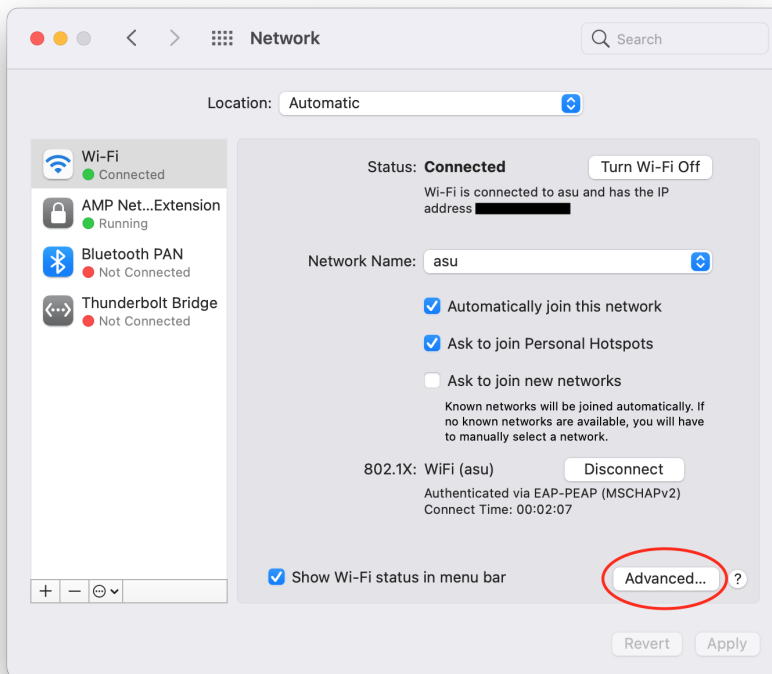 Network
Search
Location: Automatic
Wi-Fi
Connected
AMP Net...Extension
Running
Bluetooth PAN
Not Connected
Thunderbolt Bridge
Not Connected
Status: Connected
Turn Wi-Fi Off
Wi-Fi is connected to asu and has the IP
address
Network Name: asu
Automatically join this network
Ask to join Personal Hotspots
Ask to join new networks
Known networks will be joined automatically. If
no known networks are available, you will have
to manually select a network.
802.1X: WiFi (asu)
Disconnect
Authenticated via EAP-PEAP (MSCHAPv2)
Connect Time: 00:02:07
Show Wi-Fi status in menu bar
Advanced...
?
Revert
Apply